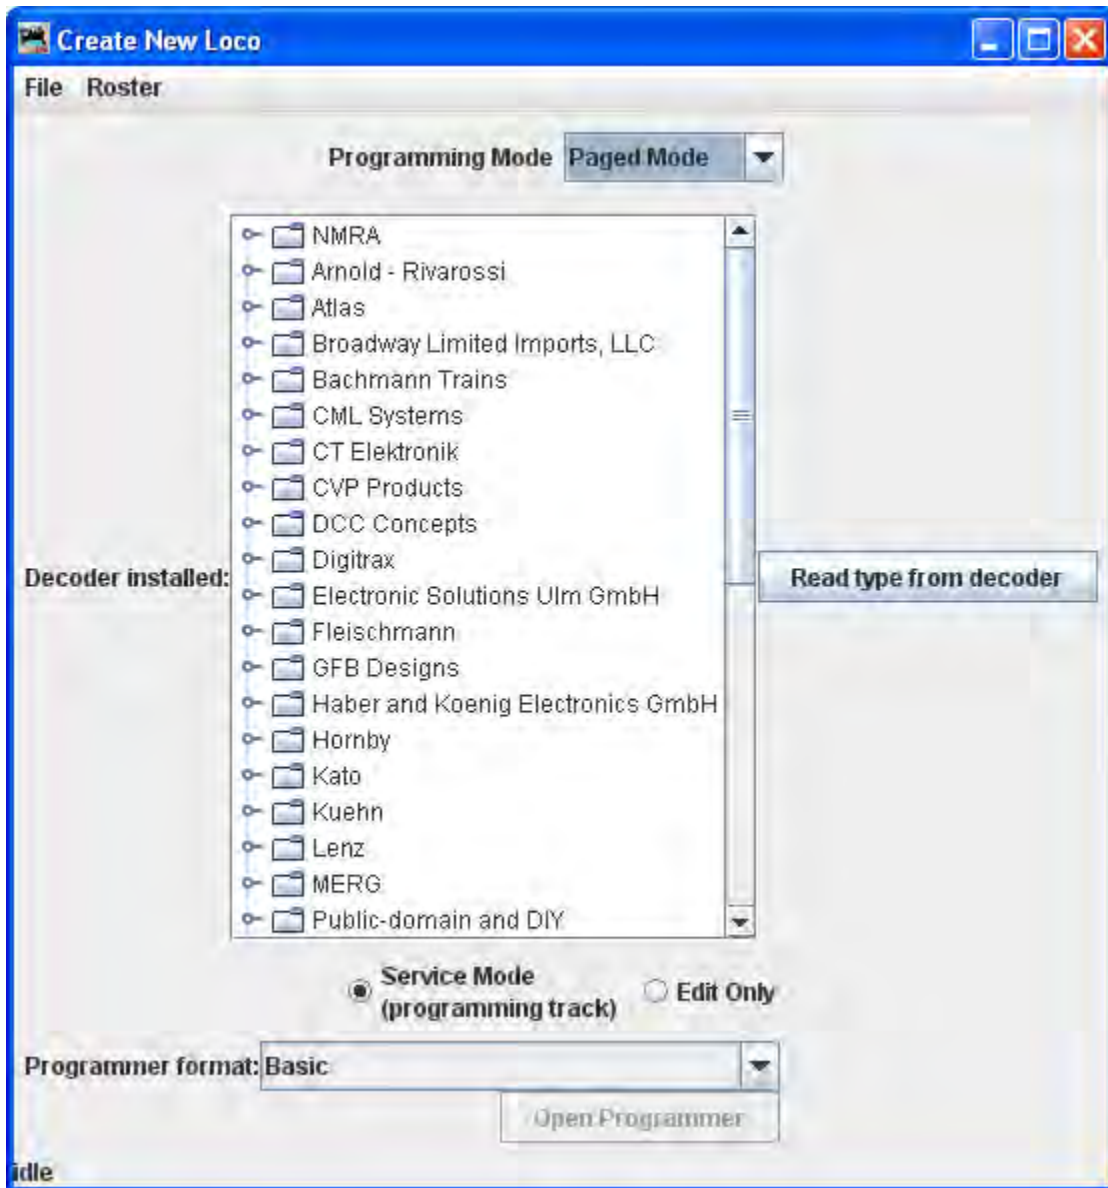 Create New Loco
File Roster
Programming Mode Paged Mode
NMRA
Arnold - Rivarossi
Atlas
Broadway Limited Imports, LLC
Bachmann Trains
CML Systems
CT Elektronik
CVP Products
DCC Concepts
Digitrax
Decoder installed:
Read type from decoder
Electronic Solutions Ulm GmbH
Fleischmann
GFB Designs
Haber and Koenig Electronics GmbH
Hornby
Kato
Kuehn
Lenz
MERG
Public-domain and DIY
Service Mode
(programming track)
Edit Only
Programmer format: Basic
Open Programmer
idle